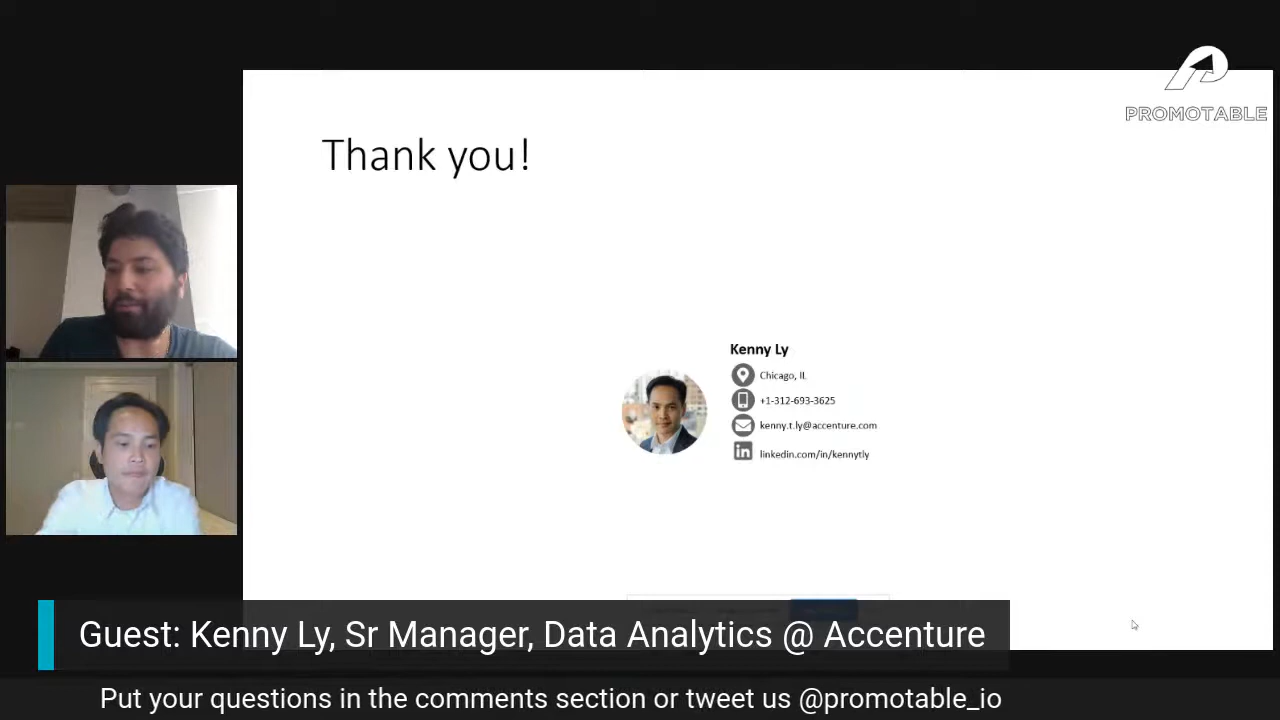 PROMOTABLE
Thank you!
Kenny Ly
Chicago, IL
+1-312-693-3625
kenny.t.ly@accenture.com
in linkedin.com/in/kennytly
Guest: Kenny Ly, Sr Manager, Data Analytics @ Accenture
Put your questions in the comments section or tweet us @promotable_io